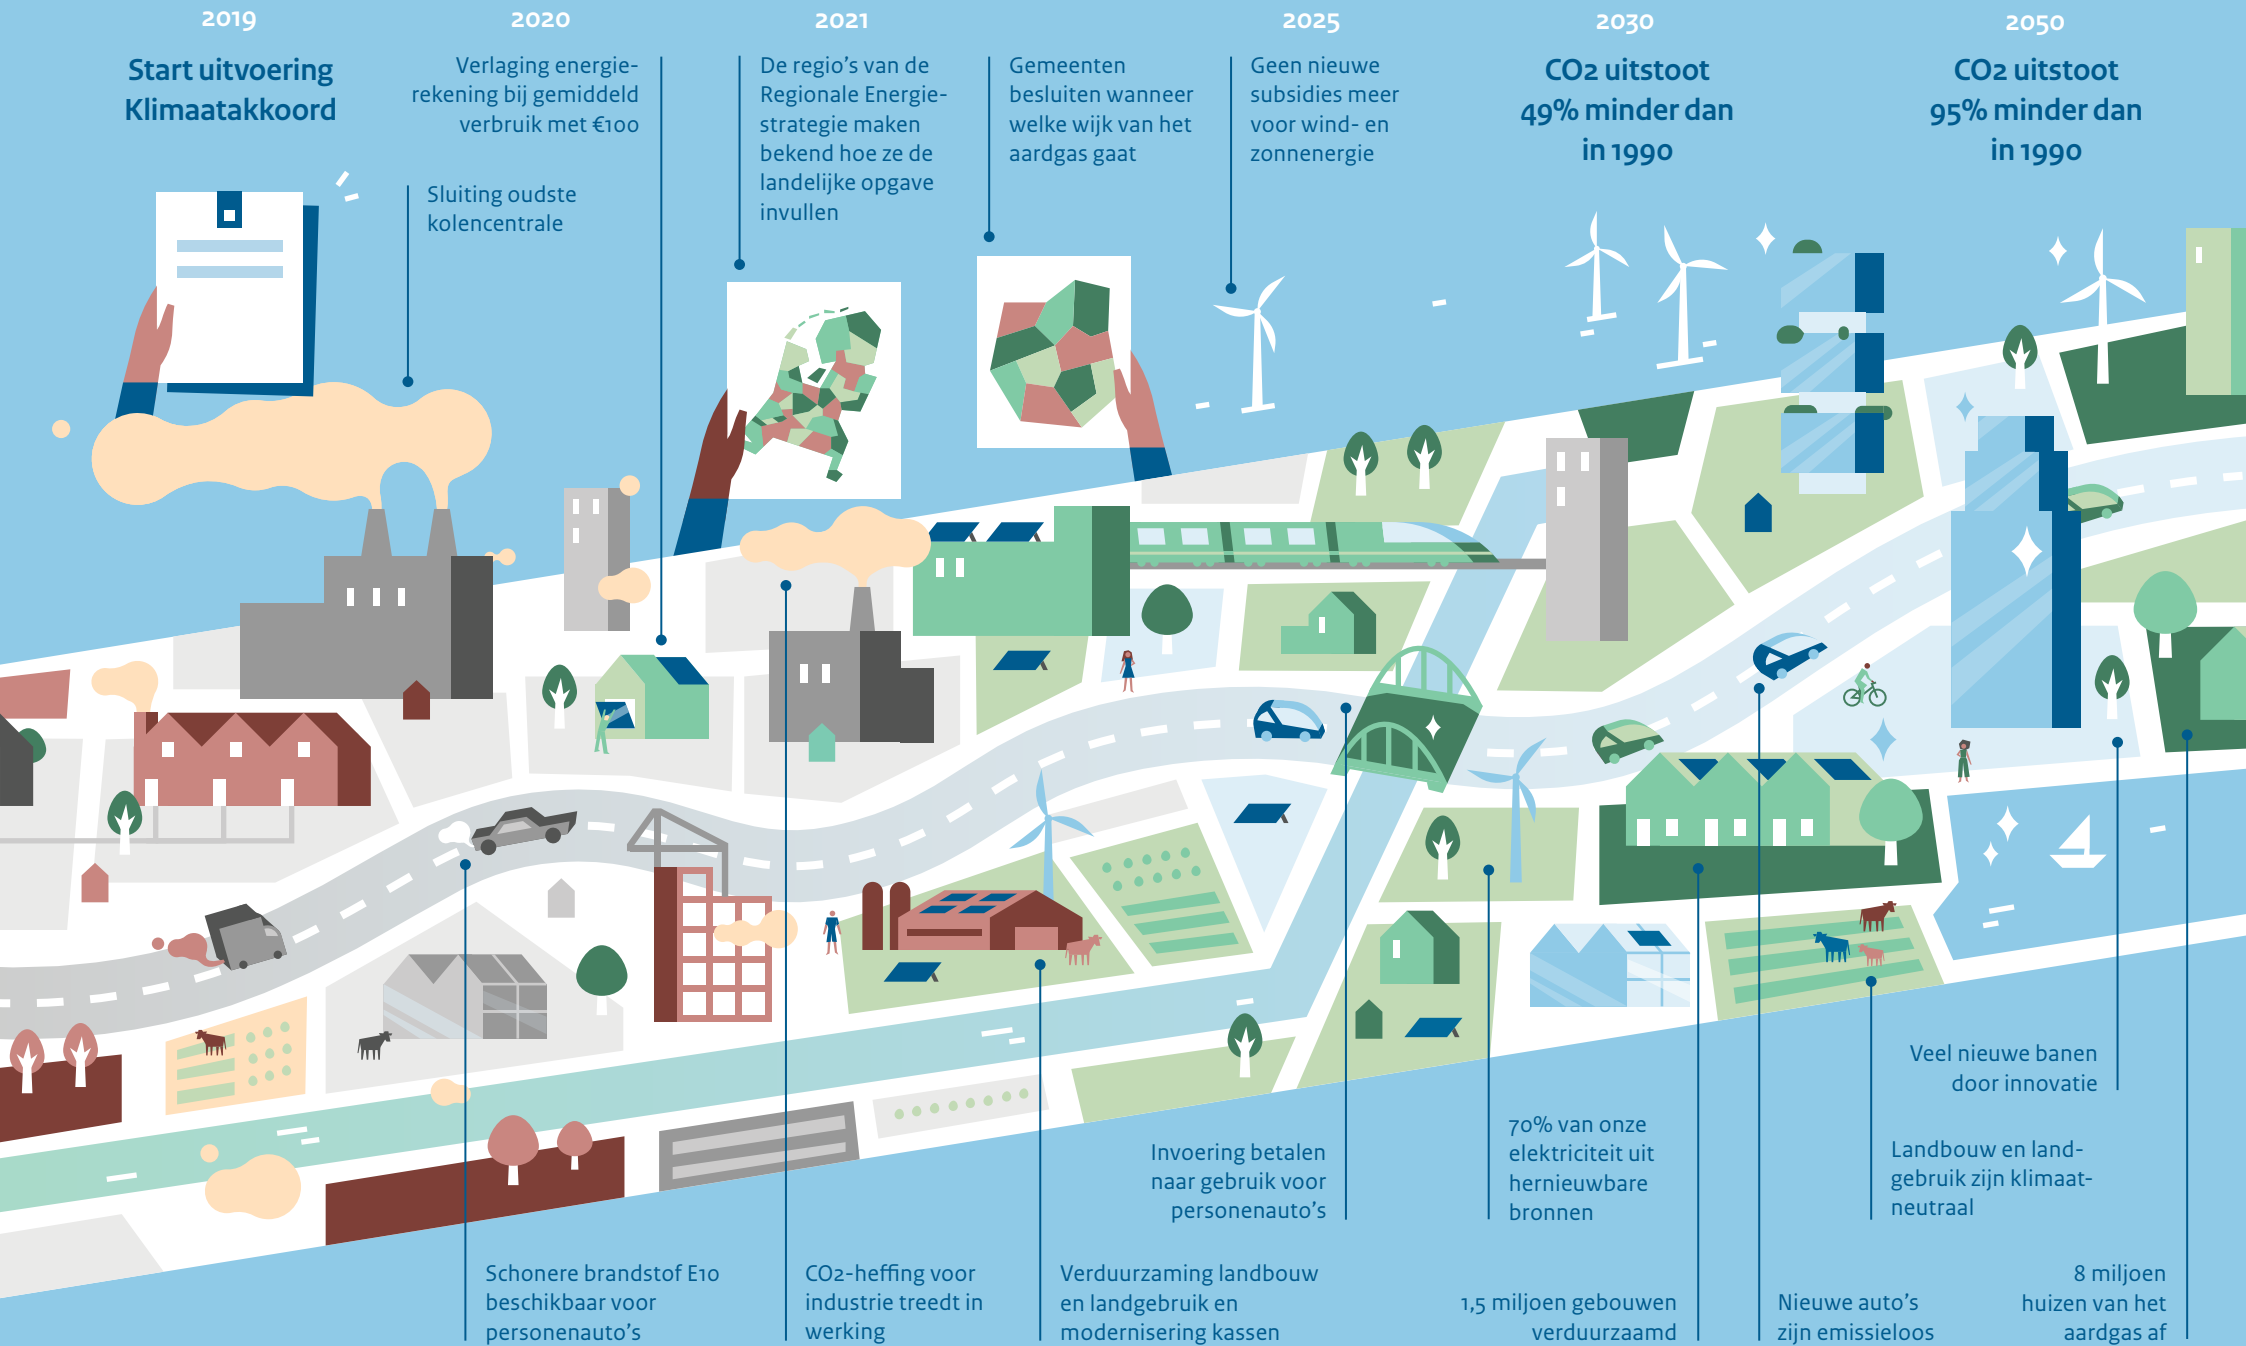 2019
Start uitvoering
Klimaatakkoord
2020
Verlaging energie-
rekening bij gemiddeld
verbruik met €100
Sluiting oudste
kolencentrale
2021
De regio's van de
Regionale Energie-
strategie maken
bekend hoe ze de
landelijke opgave
invullen
Gemeenten
besluiten wanneer
welke wijk van het
aardgas gaat
2025
Geen nieuwe
subsidies meer
voor wind- en
zonnenergie
2030
CO2 uitstoot
49% minder dan
in 1990
2050
CO2 uitstoot
95% minder dan
in 1990
Schonere brandstof E10
beschikbaar voor
personenauto's
CO2-heffing voor
industrie treedt in
werking
Verduurzaming landbouw
en landgebruik en
modernisering kassen
Invoering betalen
naar gebruik voor
personenauto's
70% van onze
elektriciteit uit
hernieuwbare
bronnen
1,5 miljoen gebouwen
verduurzaamd
Nieuwe auto's
zijn emissieloos
Landbouw en land-
gebruik zijn klimaat-
neutraal
Veel nieuwe banen
door innovatie
8 miljoen
huizen van het
aardgas af